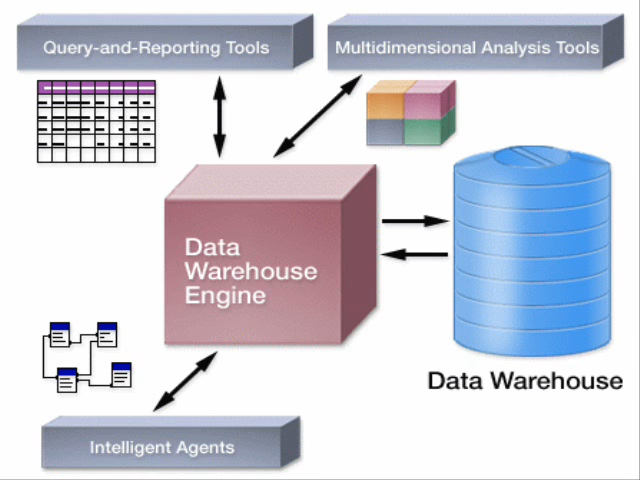 Query-and-Reporting Tools
Multidimensional Analysis Tools
Data
Warehouse
Engine
Data Warehouse
Intelligent Agents